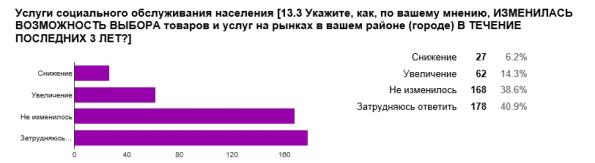 Услуги социального обслуживания населения [13.3 Укажите, как, по вашему мнению, ИЗМЕНИЛАСЬ
ВОЗМОЖНОСТЬ ВЫБОРА товаров и услуг на рынках в вашем районе (городе) В ТЕЧЕНИЕ
ПОСЛЕДНИХ 3 ЛЕТ?]
Снижение
Увеличение
Не изменилось
Затрудняюсь…
0 40 80 120 160
Снижение 27 6.2%
Увеличение 62 14.3%
Не изменилось 168 38.6%
Затрудняюсь ответить 178 40.9%